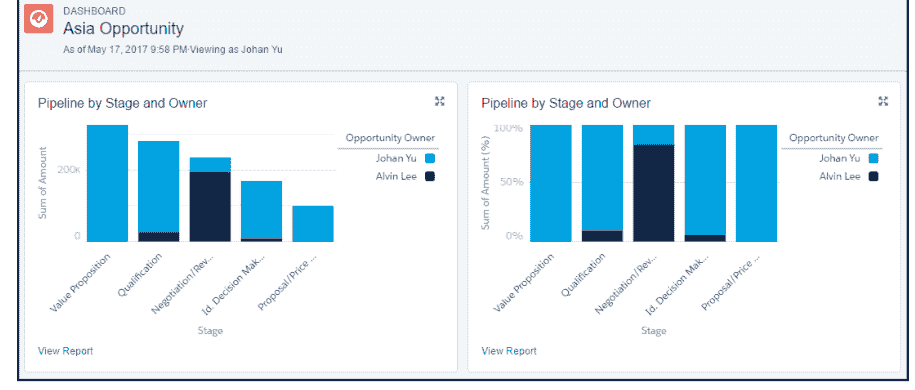 DASHBOARD
Asia Opportunity
As of May 17, 2017 9:58 PM·Viewing as Johan Yu
Pipeline by Stage and Owner
Sum of Amount
200K
0
Value Proposition
Qualification
Negotiation/Rev...
Id. Decision Mak...
Proposal/Price ...
Stage
Opportunity Owner
Johan Yu
Alvin Lee
View Report
Pipeline by Stage and Owner
Sum of Amount (%)
100%
50%
0%
Value Proposition
Qualification
Negotiation/Rev...
Id. Decision Mak...
Proposal/Price ...
Stage
Opportunity Owner
Johan Yu
Alvin Lee
View Report